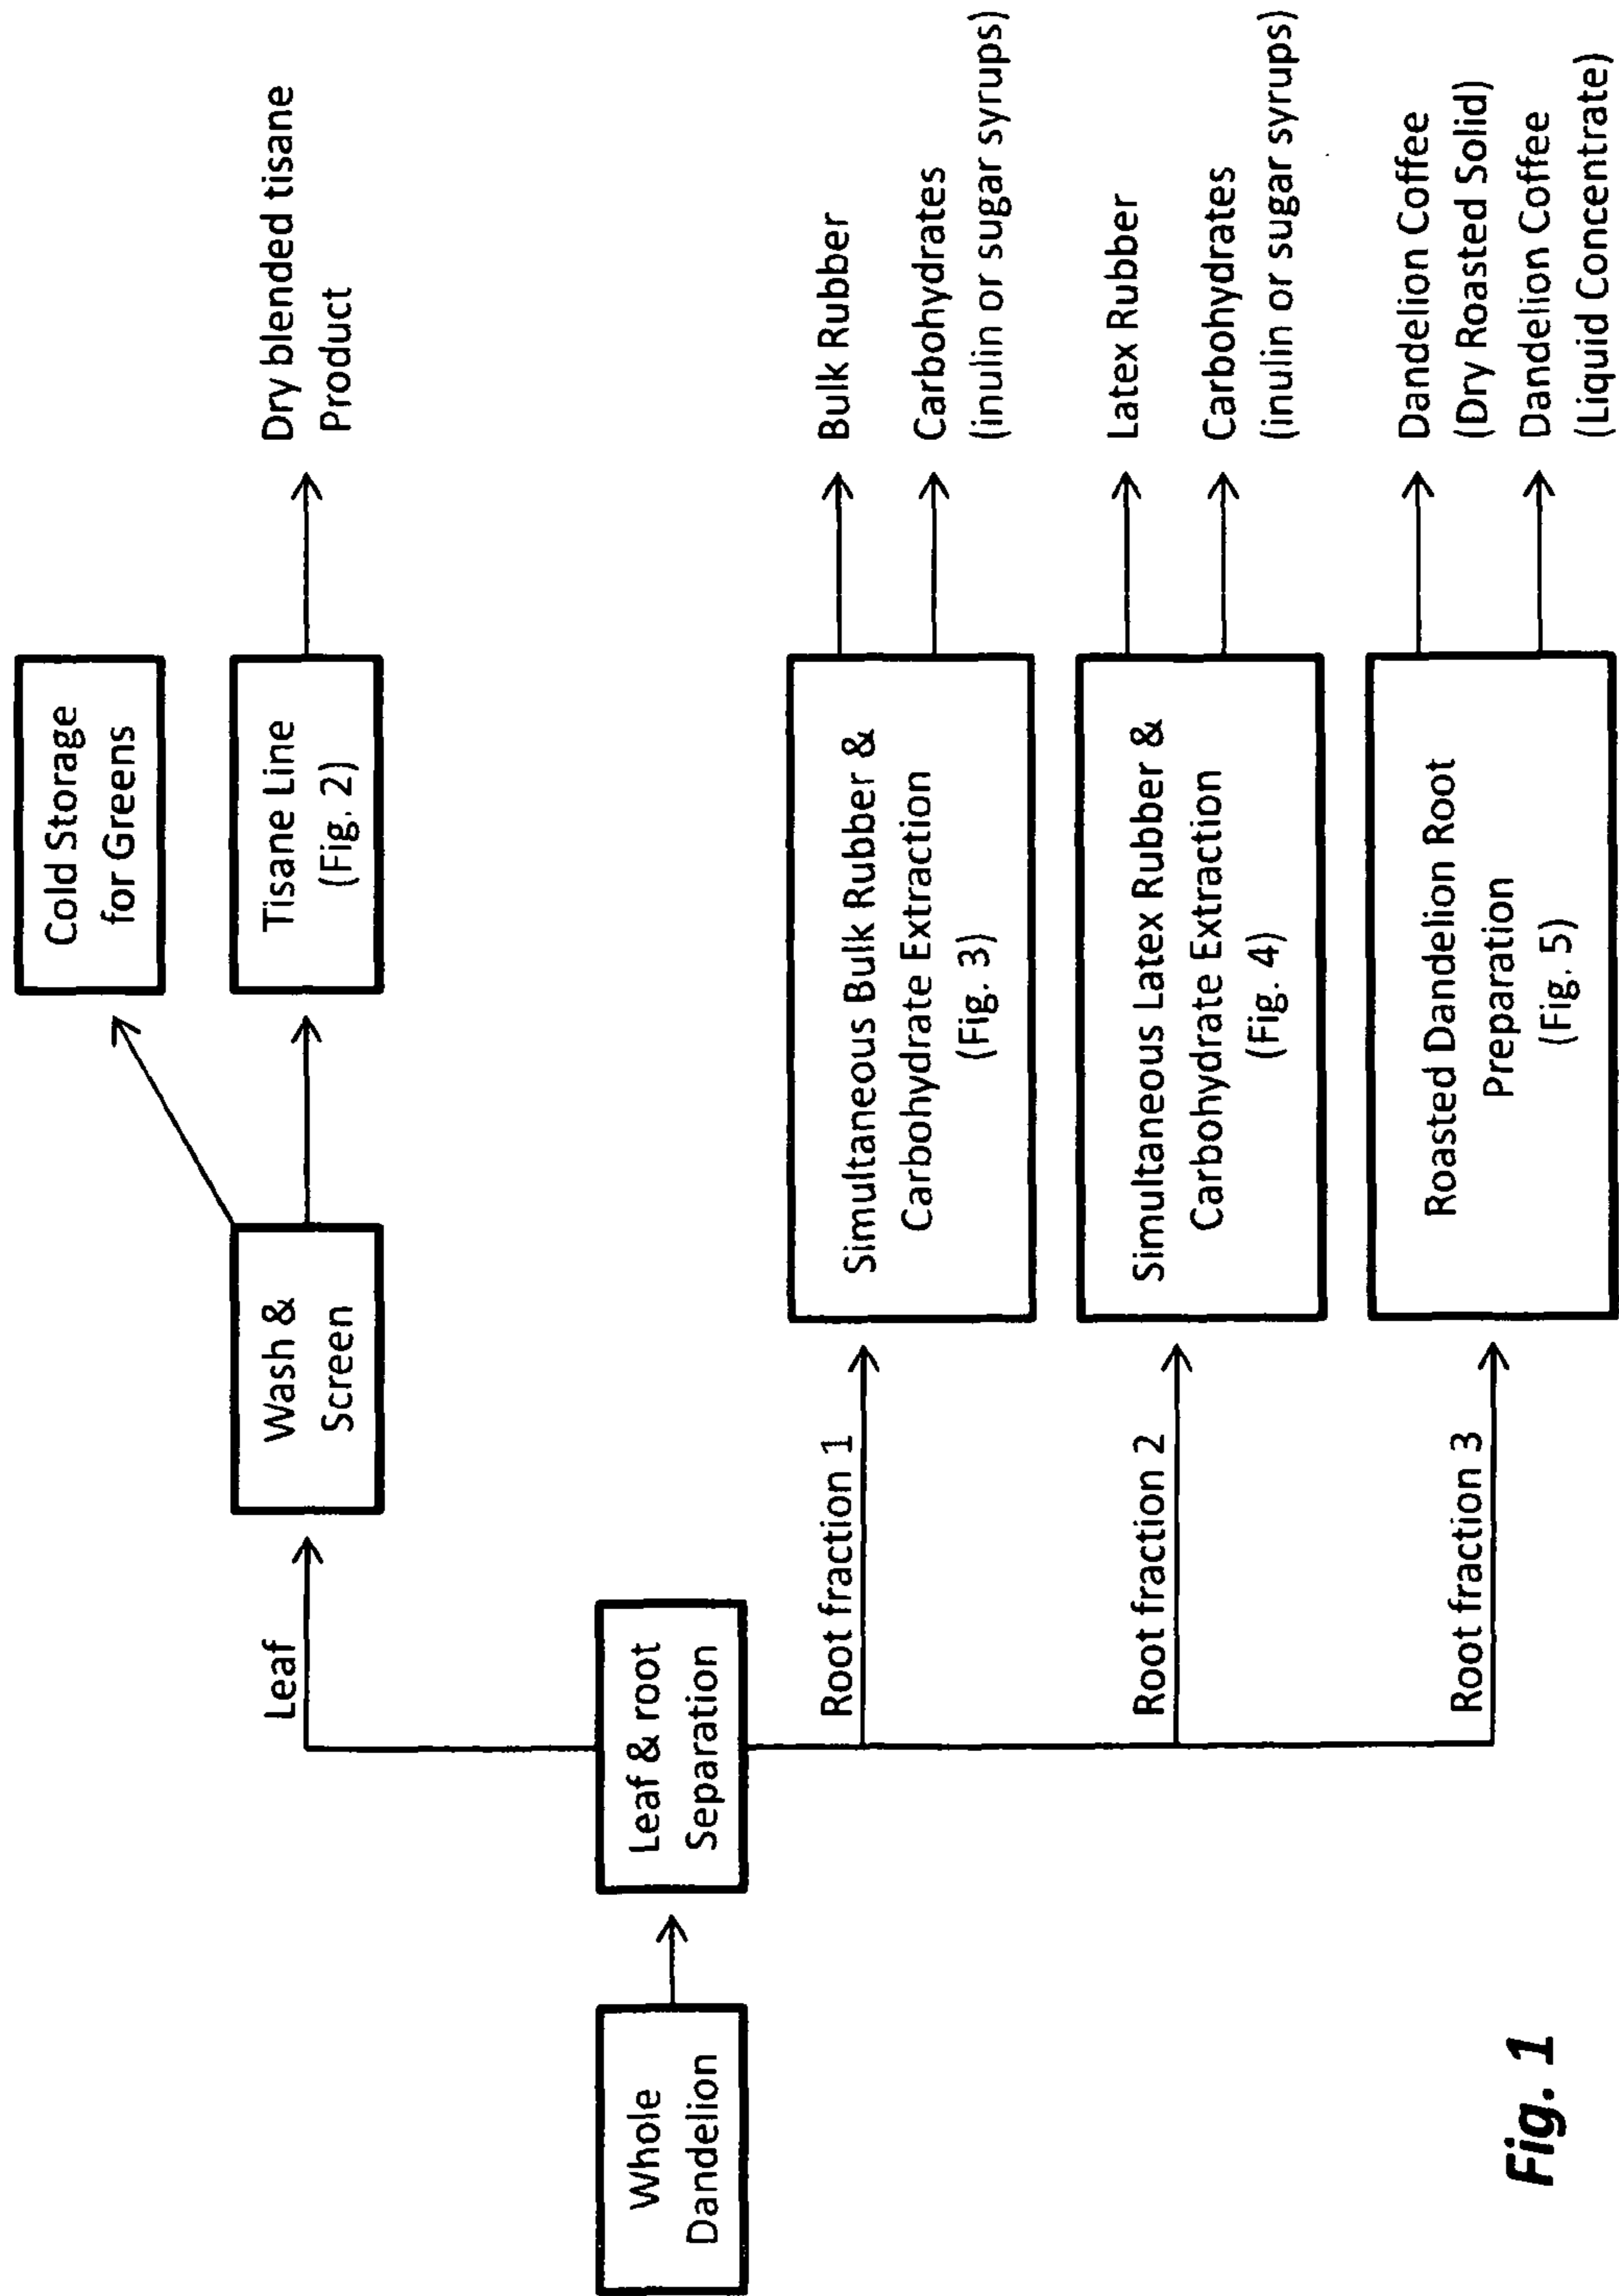 Whole
Dandelion
Leaf & root
Separation
Leaf
Wash &
Screen
Cold Storage
for Greens
Tisane Line
(Fig. 2)
Dry blended tisane
Product
Root fraction 1
Simultaneous Bulk Rubber &
Carbohydrate Extraction
(Fig. 3)
Bulk Rubber
Carbohydrates
(inulin or sugar syrups)
Root fraction 2
Simultaneous Latex Rubber &
Carbohydrate Extraction
(Fig. 4)
Latex Rubber
Carbohydrates
(inulin or sugar syrups)
Root fraction 3
Roasted Dandelion Root
Preparation
(Fig. 5)
Dandelion Coffee
(Dry Roasted Solid)
Dandelion Coffee
(Liquid Concentrate)
Fig. 1